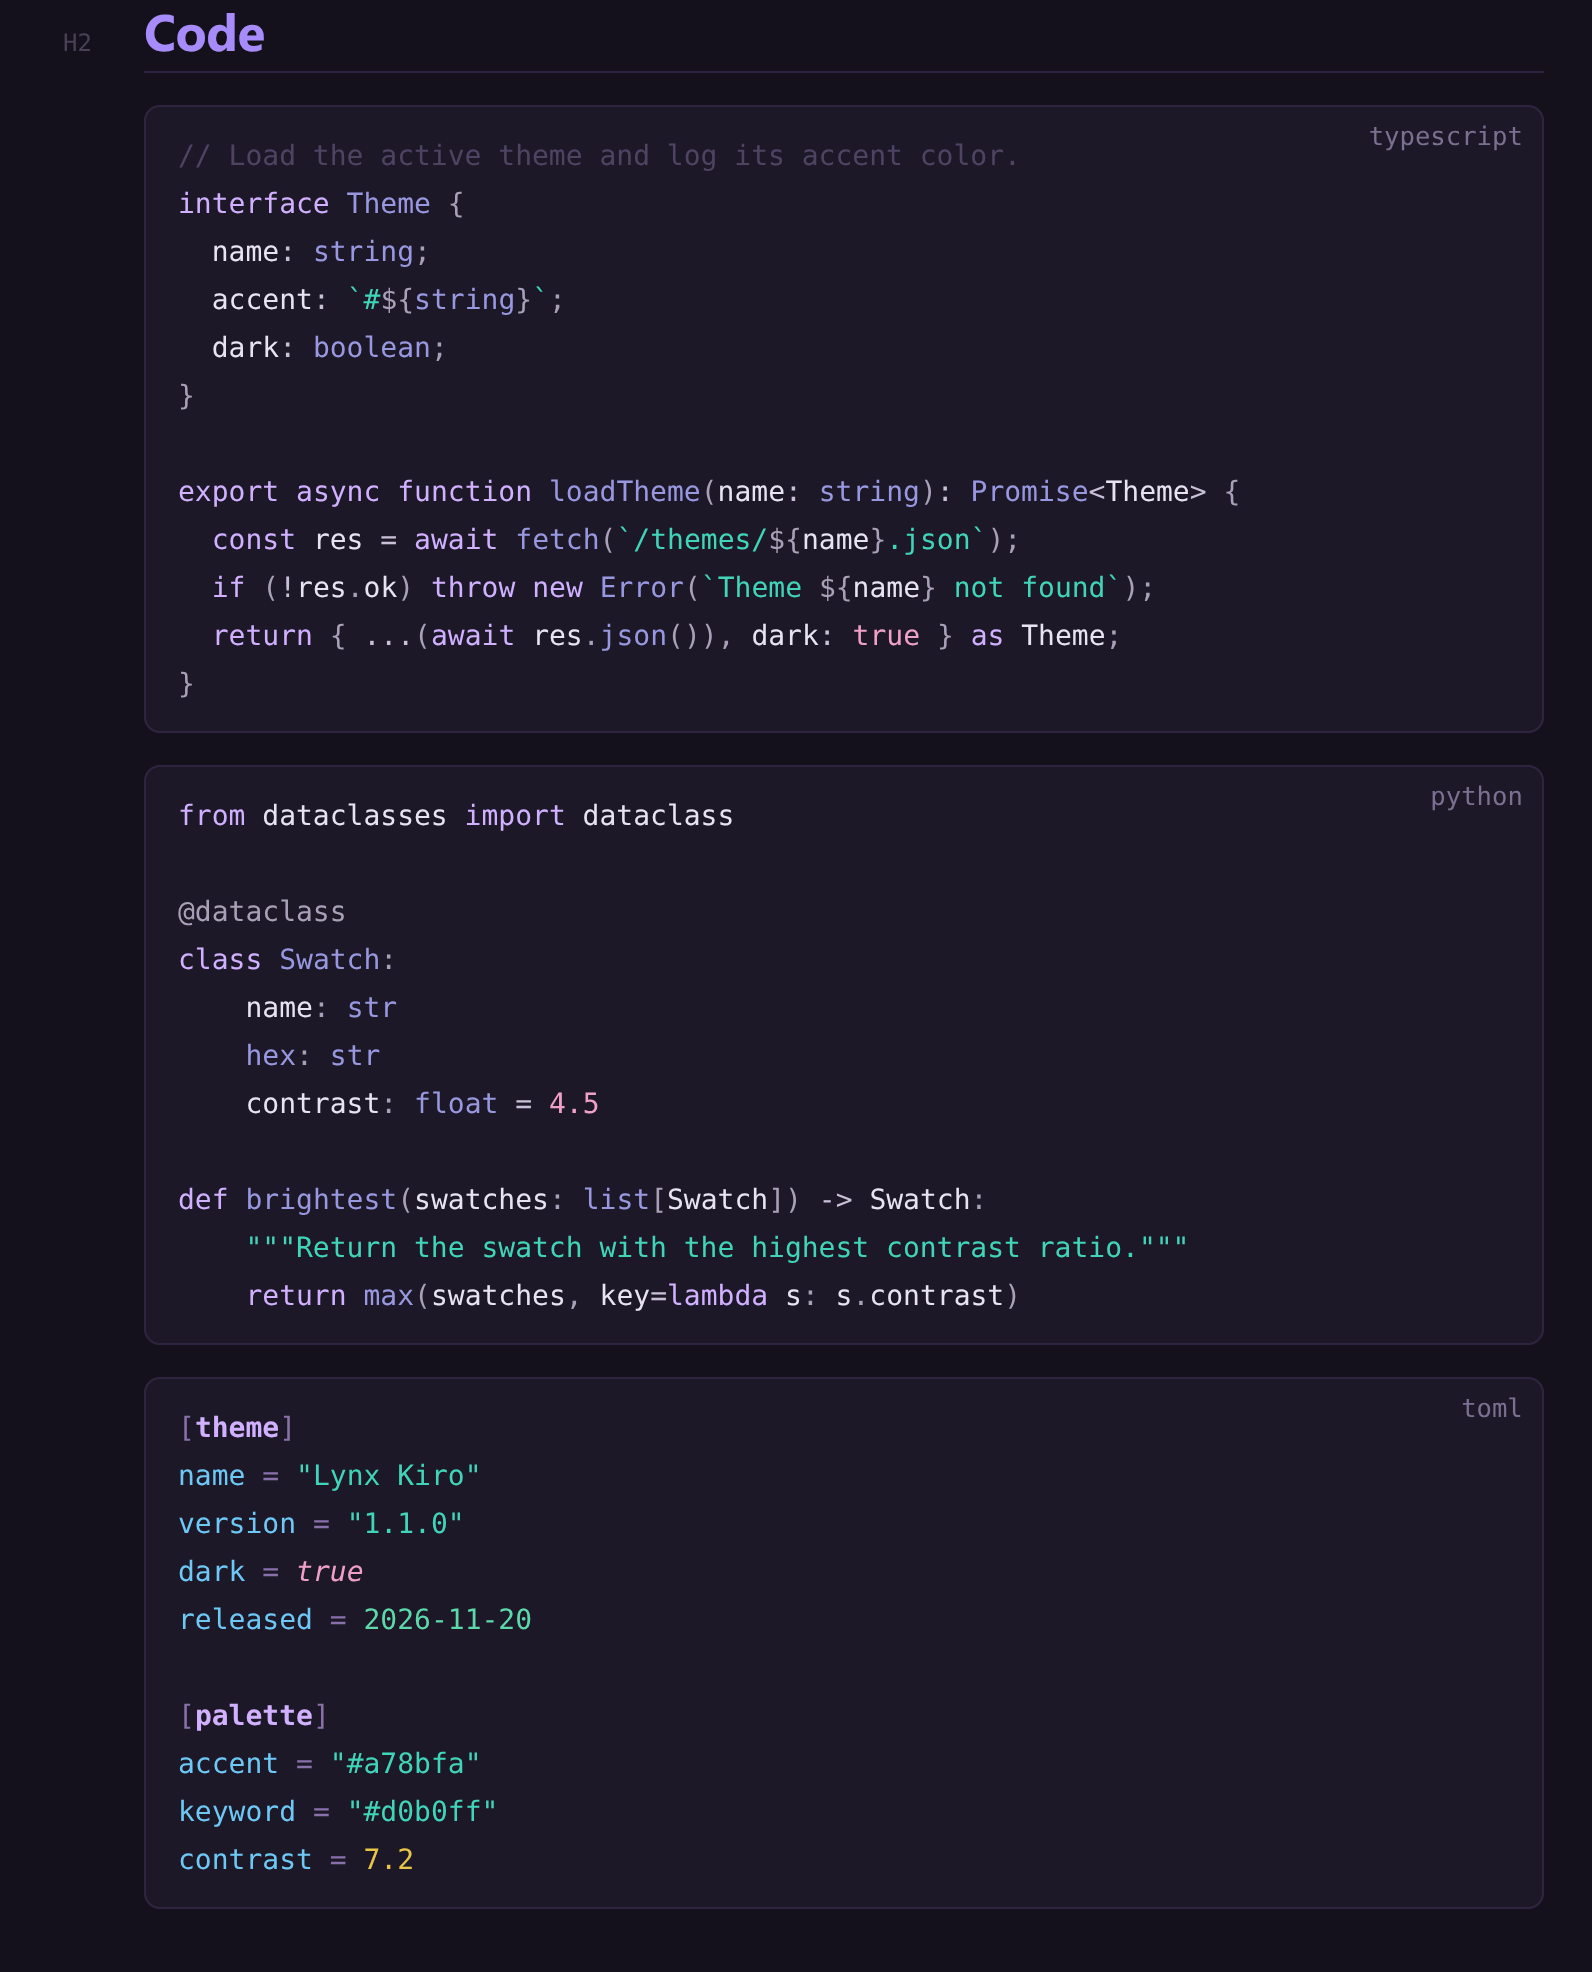 H2 Code
typescript
// Load the active theme and log its accent color.
interface Theme {
  name: string;
  accent: `#${string}`;
  dark: boolean;
}

export async function loadTheme(name: string): Promise<Theme> {
  const res = await fetch(`/themes/${name}.json`);
  if (!res.ok) throw new Error(`Theme ${name} not found`);
  return { ...(await res.json()), dark: true } as Theme;
}

python
from dataclasses import dataclass

@dataclass
class Swatch:
    name: str
    hex: str
    contrast: float = 4.5

def brightest(swatches: list[Swatch]) -> Swatch:
    """Return the swatch with the highest contrast ratio."""
    return max(swatches, key=lambda s: s.contrast)

toml
[theme]
name = "Lynx Kiro"
version = "1.1.0"
dark = true
released = 2026-11-20

[palette]
accent = "#a78bfa"
keyword = "#d0b0ff"
contrast = 7.2